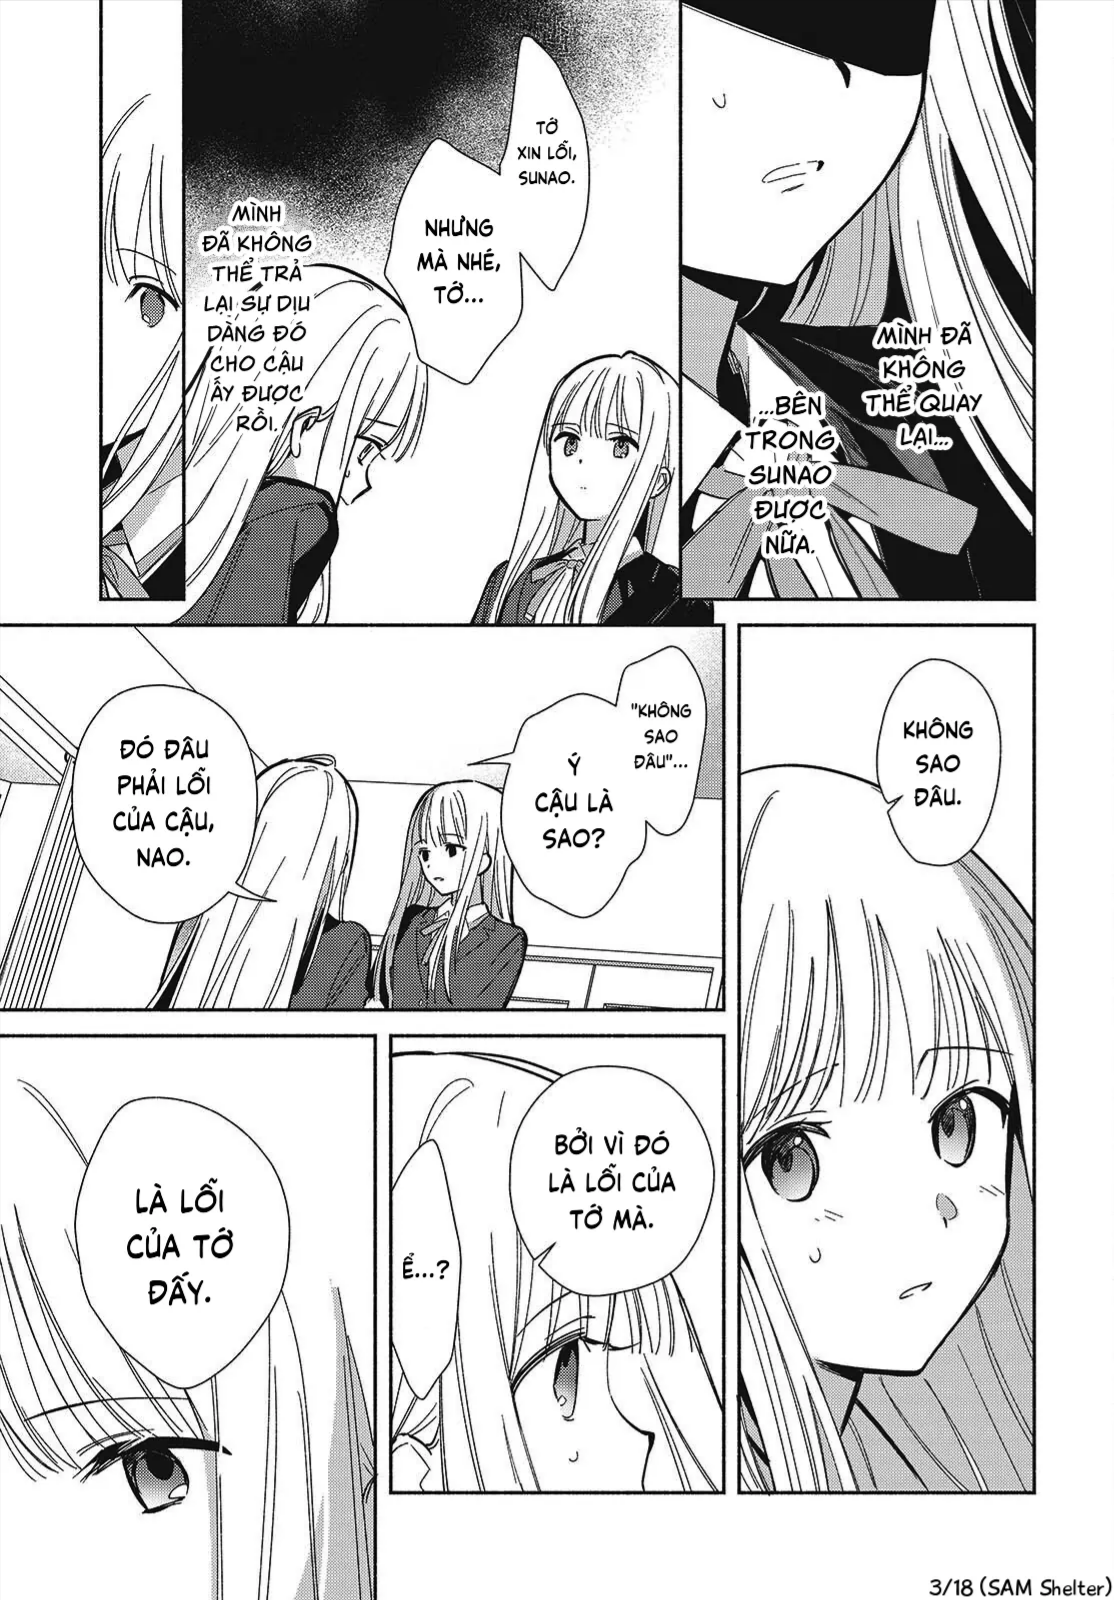 MÌNH ĐÃ
KHÔNG
THỂ QUAY
LẠI...
...BÊN
TRONG
SUNAO
ĐƯỢC
NỮA.
TỚ
XIN LỖI,
SUNAO.
NHƯNG
MÀ NHÉ,
TỚ...
MÌNH
ĐÃ KHÔNG
THỂ TRẢ
LẠI SỰ DỊU
DÀNG ĐÓ
CHO CẬU
ẤY ĐƯỢC
RỒI.
KHÔNG
SAO
ĐÂU.
"KHÔNG
SAO
ĐÂU"...
Ý
CẬU LÀ
SAO?
ĐÓ ĐÂU
PHẢI LỖI
CỦA CẬU,
NAO.
BỞI VÌ ĐÓ
LÀ LỖI CỦA
TỚ MÀ.
Ể...?
LÀ LỖI
CỦA TỚ
ĐẤY.
3/18 (SAM Shelter)